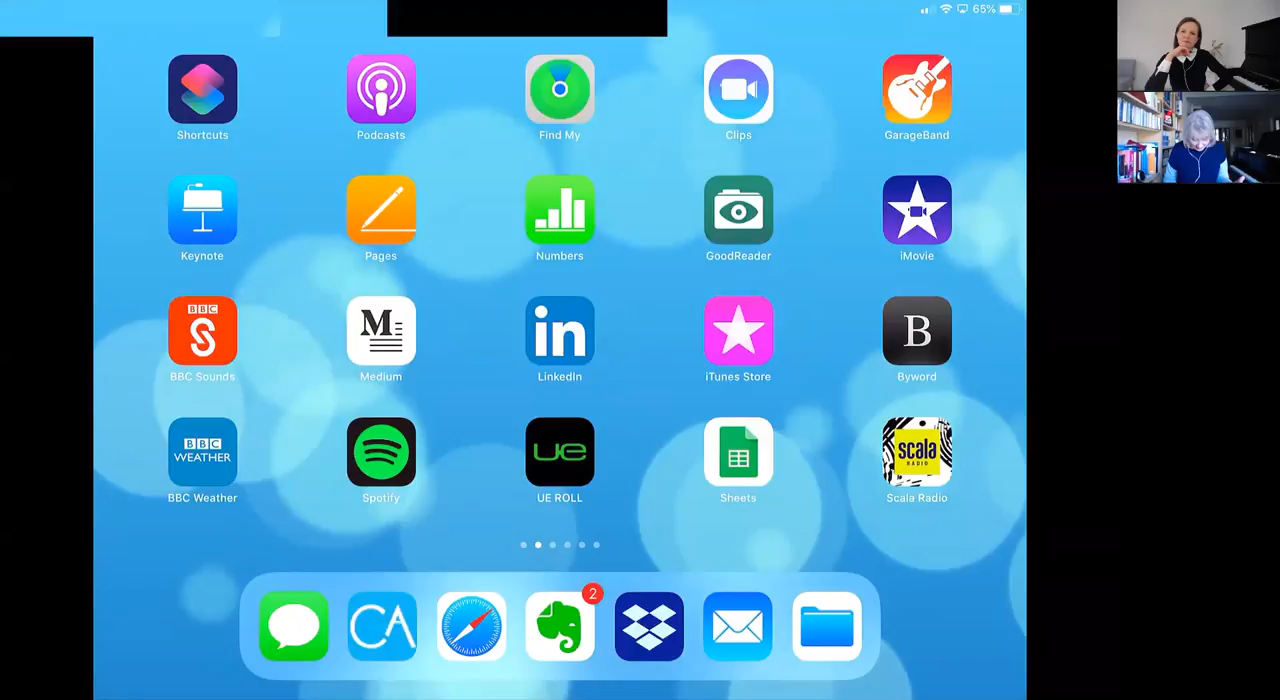 65%
Shortcuts
Podcasts
Find My
Clips
GarageBand
Keynote
Pages
Numbers
GoodReader
iMovie
BBC
S
M
in
B
BBC Sounds
Medium
LinkedIn
iTunes Store
Byword
BBC
WEATHER
ue
scala
RADIO
BBC Weather
Spotify
UE ROLL
Sheets
Scala Radio
CA
2